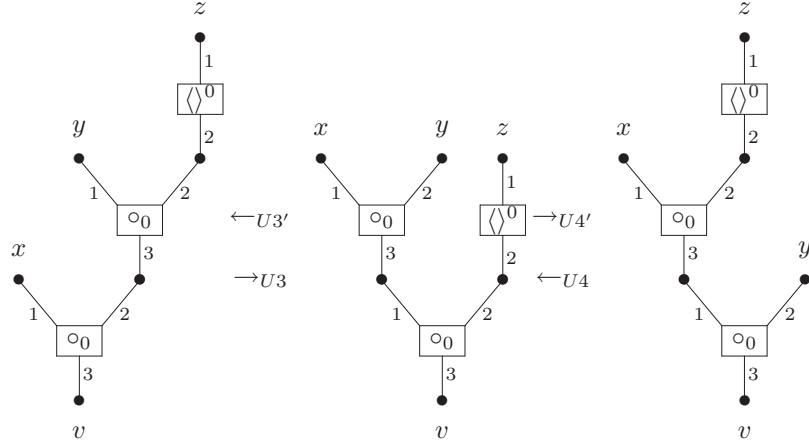 z z
1 1
⟨⟩⁰ ⟨⟩⁰
2 2
y x y z x
1 2 1 2 1 1 2
∘₀ ←U3′ ∘₀ ⟨⟩⁰ →U4′ ∘₀
3 3 2 3
x →U3 ←U4 y
1 2 1 2 1 2
∘₀ ∘₀ ∘₀
3 3 3
v v v